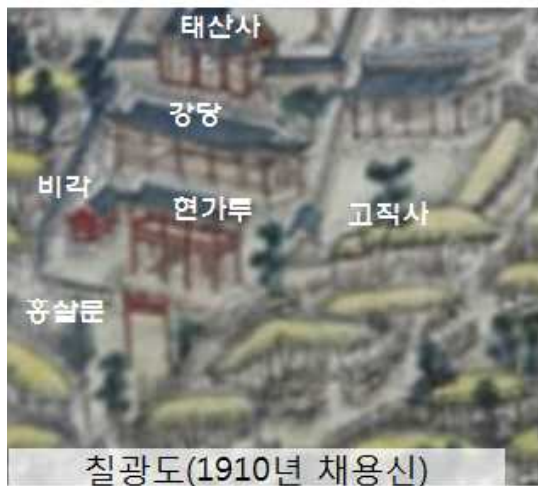 태산사
강당
비각
현가루
고직사
홍살문
칠광도(1910년 채용신)